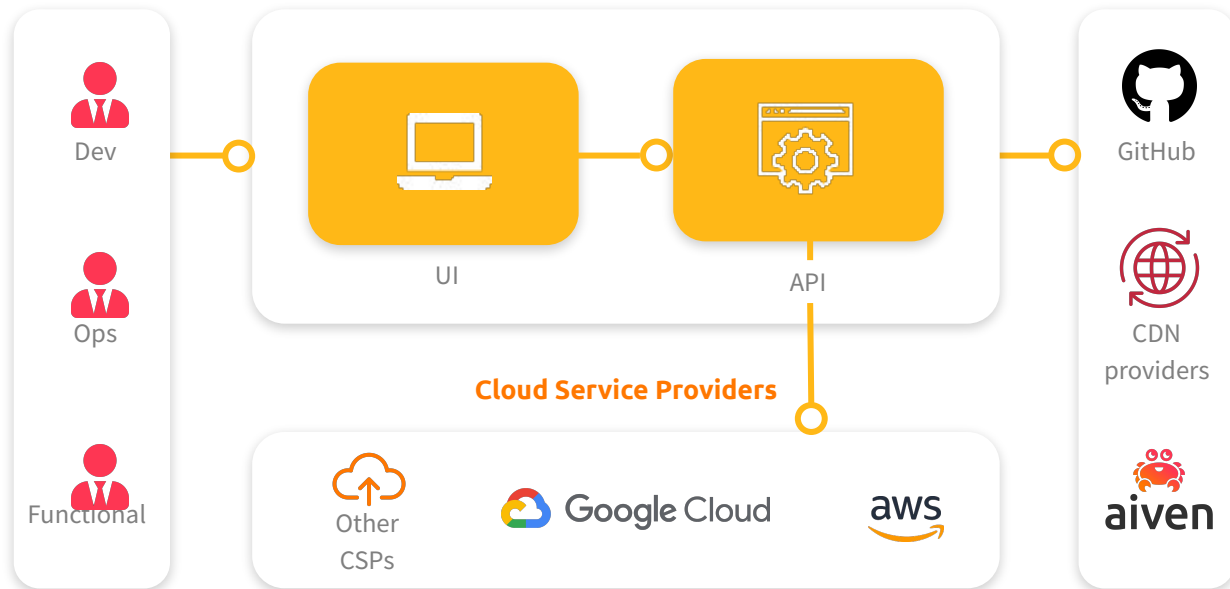 Dev
Ops
Functional
UI
API
Cloud Service Providers
Other
CSPs
Google Cloud
aws
GitHub
CDN
providers
aiven